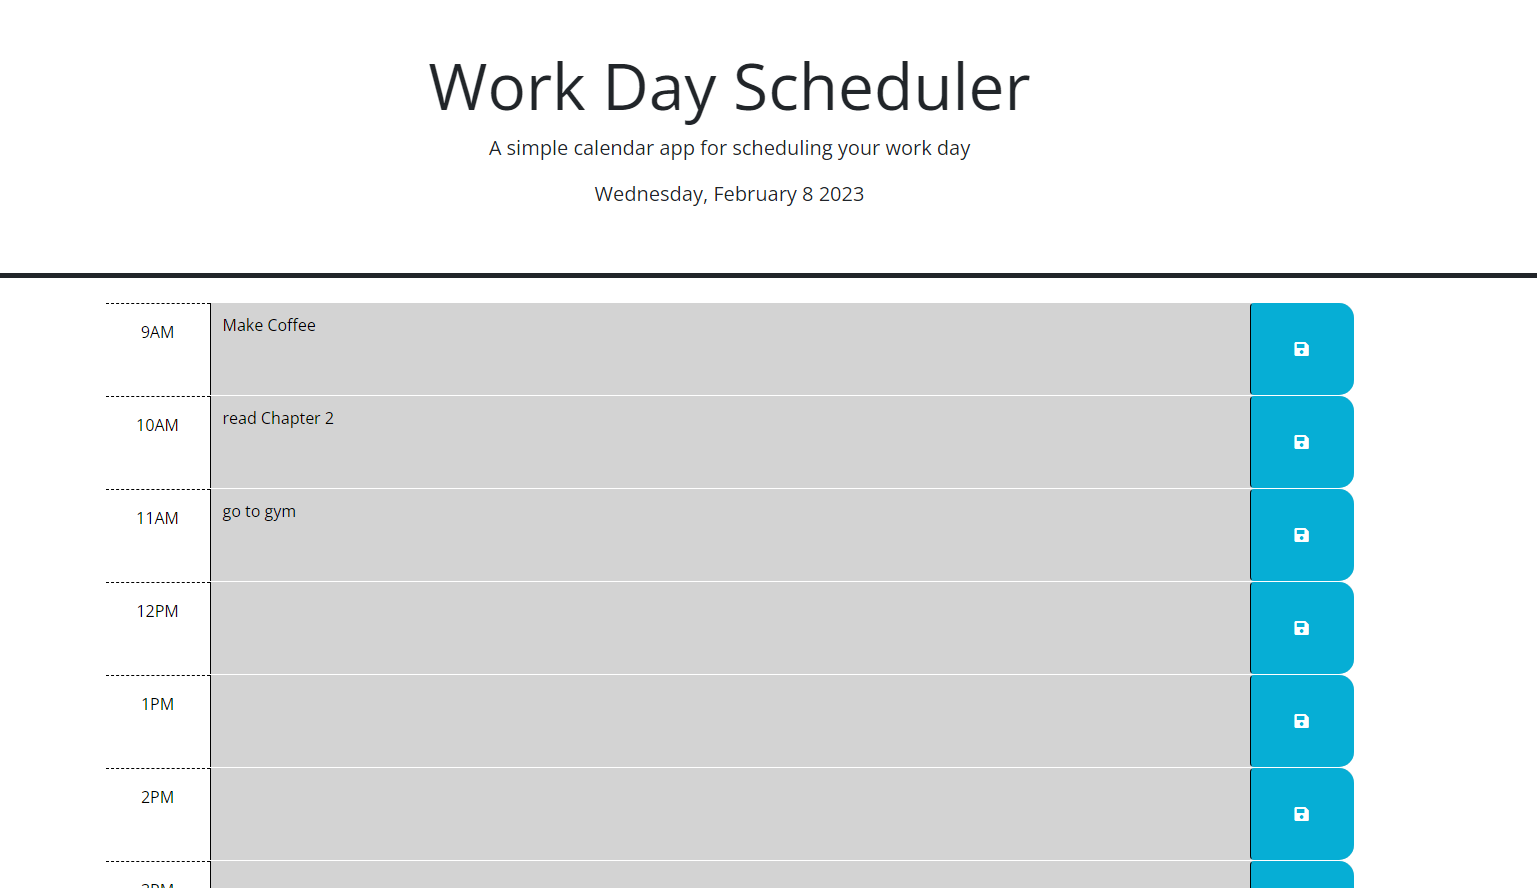 Work Day Scheduler
A simple calendar app for scheduling your work day
Wednesday, February 8 2023
9AM
Make Coffee
10AM
read Chapter 2
11AM
go to gym
12PM
1PM
2PM